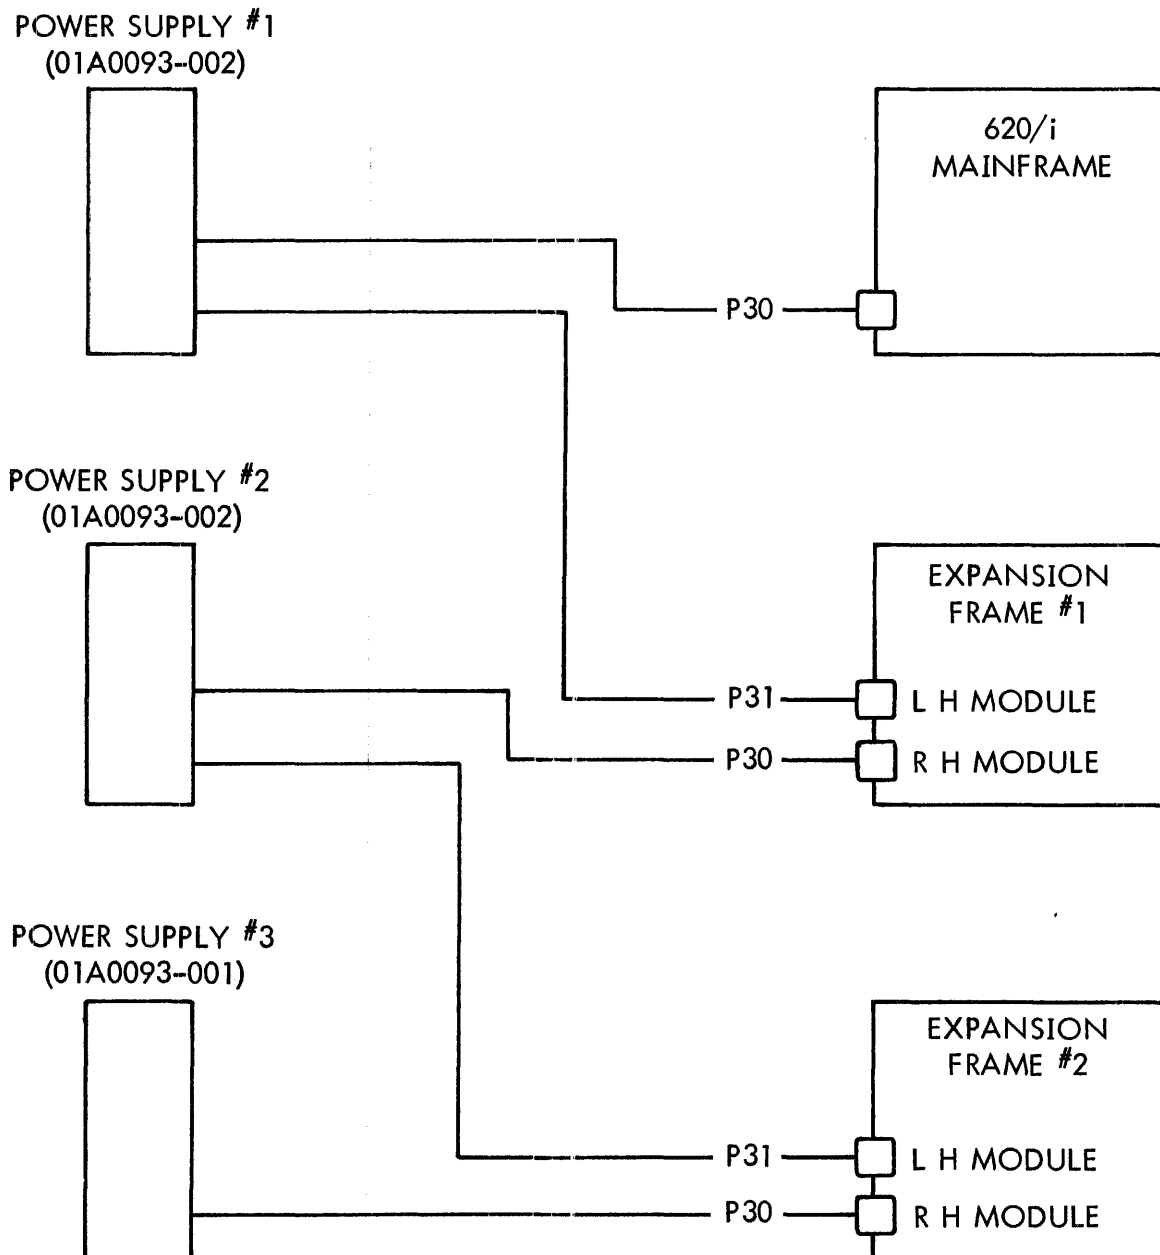 POWER SUPPLY #1
(01A0093-002)
620/i
MAINFRAME
P30
POWER SUPPLY #2
(01A0093-002)
EXPANSION
FRAME #1
P31
L H MODULE
P30
R H MODULE
POWER SUPPLY #3
(01A0093-001)
EXPANSION
FRAME #2
P31
L H MODULE
P30
R H MODULE